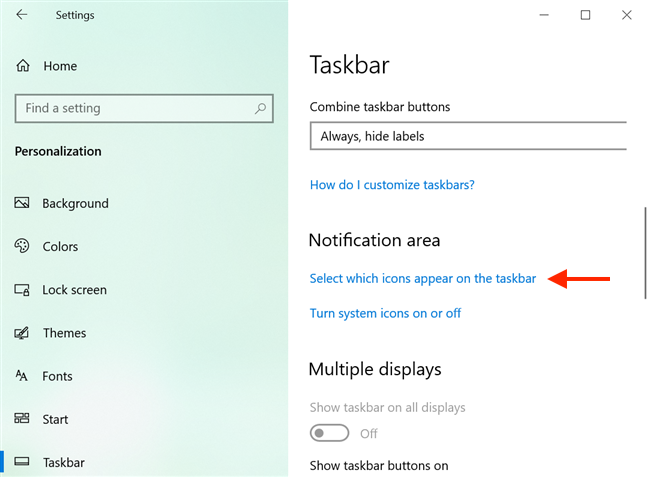 Settings
Home
Find a setting
Personalization
Background
Colors
Lock screen
Themes
Fonts
Start
Taskbar
Taskbar
Combine taskbar buttons
Always, hide labels
How do I customize taskbars?
Notification area
Select which icons appear on the taskbar
Turn system icons on or off
Multiple displays
Show taskbar on all displays
Off
Show taskbar buttons on